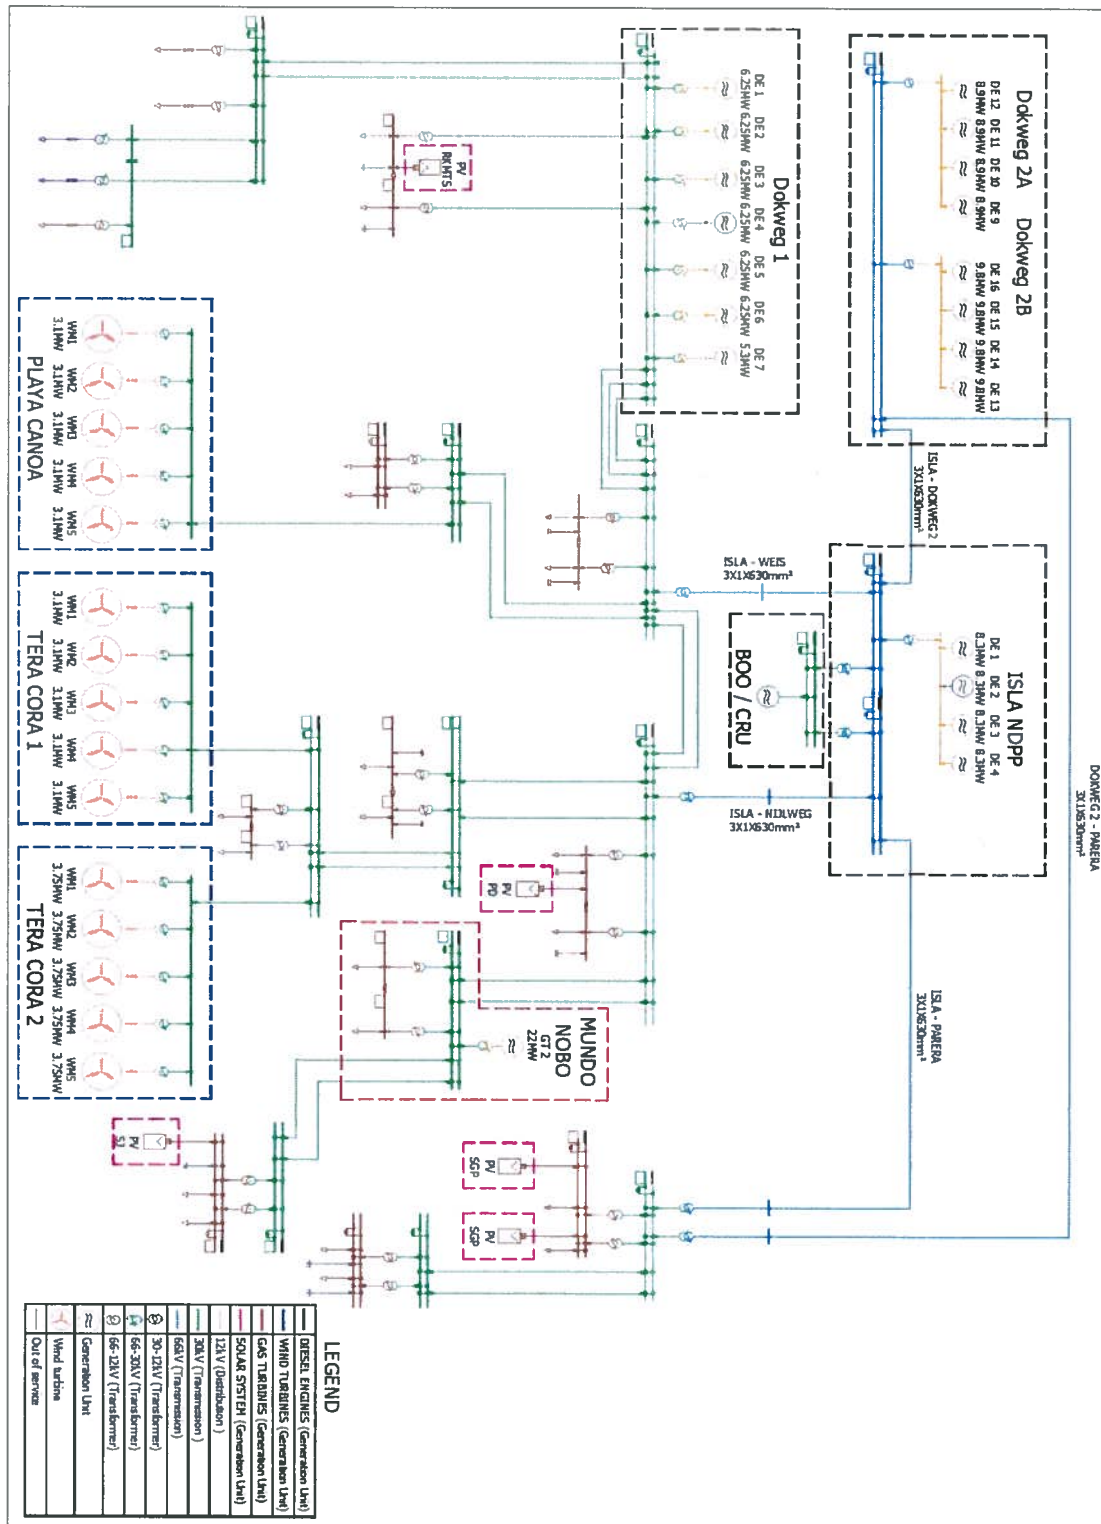 Dokweg 2A
Dokweg 2B
DE 12 DE 11 DE 10 DE 9
8.9MW 8.9MW 8.9MW 8.9MW
DE 16 DE 15 DE 14 DE 13
9.8MW 9.8MW 9.8MW 9.8MW
Dokweg 1
DE 1 DE2 DE 3 DE 4 DE 5 DE6 DE7
6.25MW 6.25MW 6.25MW 6.25MW 6.25MW 6.25MW 5.3MW
PV
RKMTS
ISLA - DOKWEG 2
3X1X630mm²
DOKWEG 2 - PARERA
3X1X630mm²
ISLA NDPP
DE 1 DE 2 DE 3 DE 4
8.3MW 8.3MW 8.3MW 8.3MW
ISLA - WEIS
3X1X630mm²
BOO / CRU
ISLA - NIJLWEG
3X1X630mm²
ISLA - PARERA
3X1X630mm²
PV
PD
MUNDO
NOBO
GT 2
22MW
PV
SGP
PV
SGP
PV
SJ
WM1 WM2 WM3 WM4 WM5
3.1MW 3.1MW 3.1MW 3.1MW 3.1MW
PLAYA CANOA
WM1 WM2 WM3 WM4 WM5
3.1MW 3.1MW 3.1MW 3.1MW 3.1MW
TERA CORA 1
WM1 WM2 WM3 WM4 WM5
3.75MW 3.75MW 3.75MW 3.75MW 3.75MW
TERA CORA 2
LEGEND
DIESEL ENGINES (Generation Unit)
WIND TURBINES (Generation Unit)
GAS TURBINES (Generation Unit)
SOLAR SYSTEM (Generation Unit)
12kV (Distribution)
30kV (Transmission)
66kV (Transmission)
30-12kV (Transformer)
66-30kV (Transformer)
66-12kV (Transformer)
Generation Unit
Wind turbine
Out of service